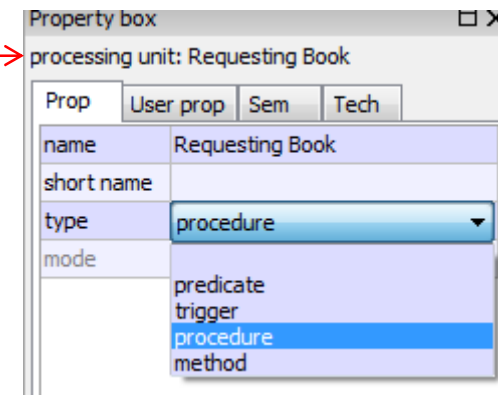 Property box
processing unit: Requesting Book
Prop User prop Sem Tech
name Requesting Book
short name
type procedure
mode
predicate
trigger
procedure
method